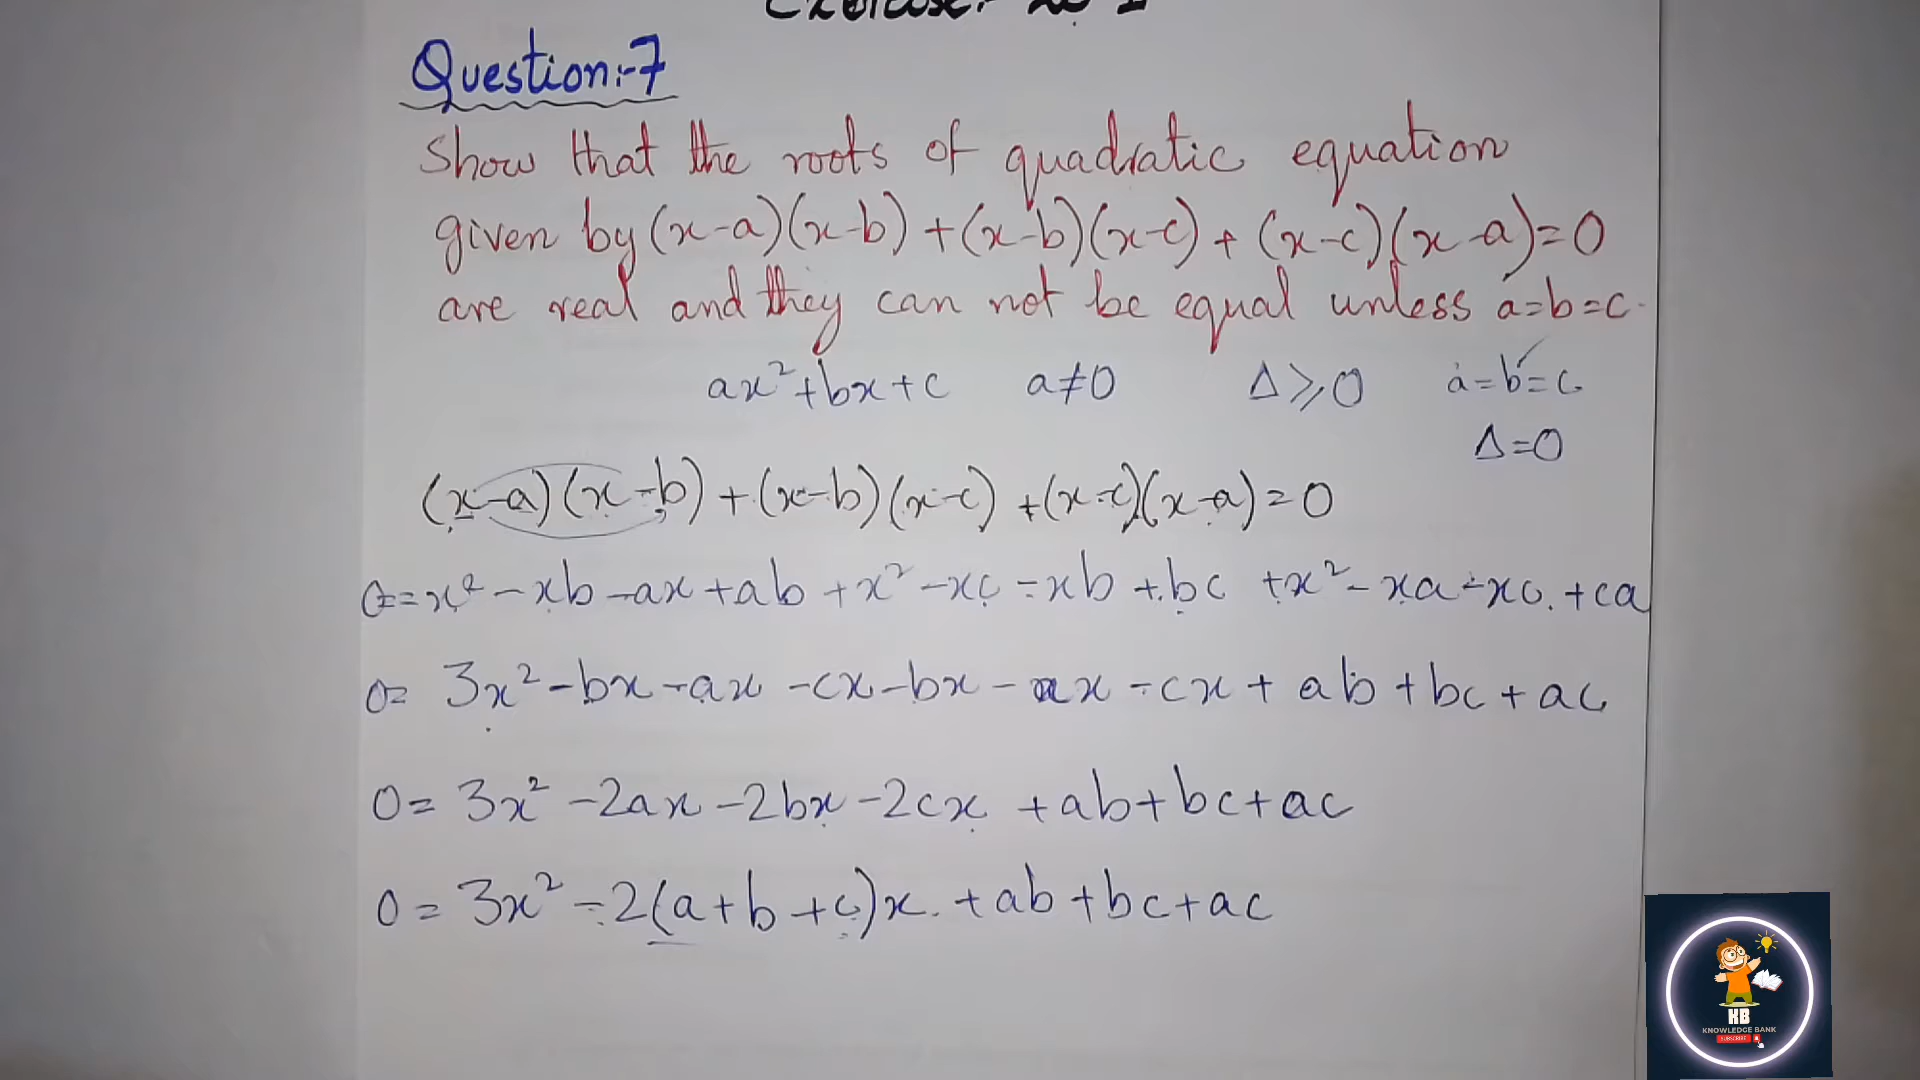 Question:-7
Show that the roots of quadratic equation
given by (x-a)(x-b)+(x-b)(x-c)+(x-c)(x-a)=0
are real and they can not be equal unless a=b=c.
ax²+bx+c a≠0 Δ⩾0 a=b=c
Δ=0
(x-a)(x-b)+(x-b)(x-c)+(x-c)(x-a)=0
0=x²-xb-ax+ab+x²-xc-xb+bc+x²-xa-xc+ca
0= 3x²-bx-ax-cx-bx-ax-cx+ab+bc+ac
0= 3x²-2ax-2bx-2cx+ab+bc+ac
0= 3x²-2(a+b+c)x+ab+bc+ac
KB
KNOWLEDGE BANK
SUBSCRIBE